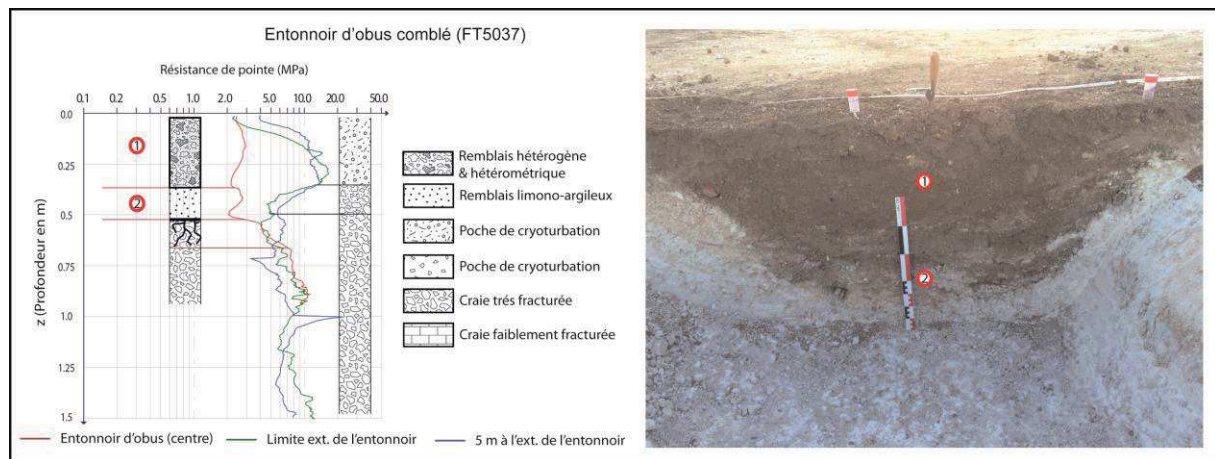 Entonnoir d'obus comblé (FT5037)
Résistance de pointe (MPa)
0.1 0.2 0.5 1.0 2.0 5.0 10.0 20.0 50.0
z (Profondeur en m)
0.0
0.25
0.5
0.75
1.0
1.25
1.5
1
2
Remblais hétérogène
& hétérométrique
Remblais limono-argileux
Poche de cryoturbation
Poche de cryoturbation
Craie trés fracturée
Craie faiblement fracturée
Entonnoir d'obus (centre) Limite ext. de l'entonnoir 5 m à l'ext. de l'entonnoir
1
2